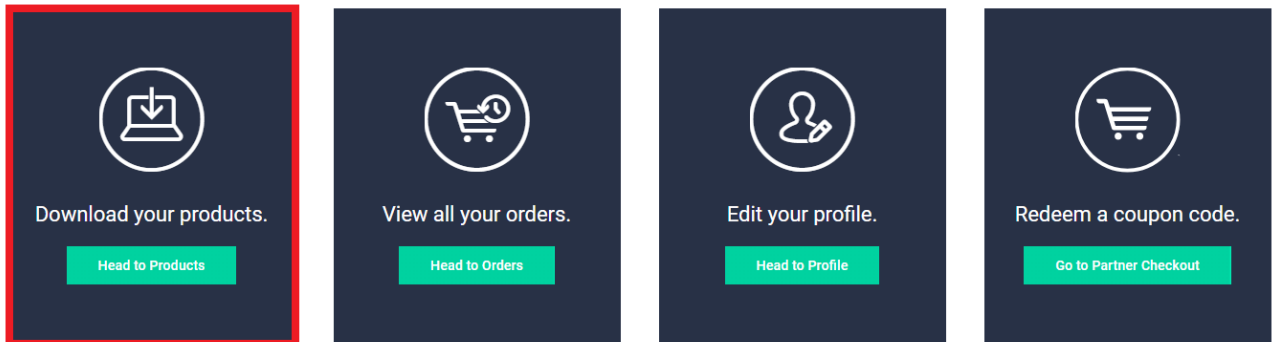 Download your products.
Head to Products
View all your orders.
Head to Orders
Edit your profile.
Head to Profile
Redeem a coupon code.
Go to Partner Checkout